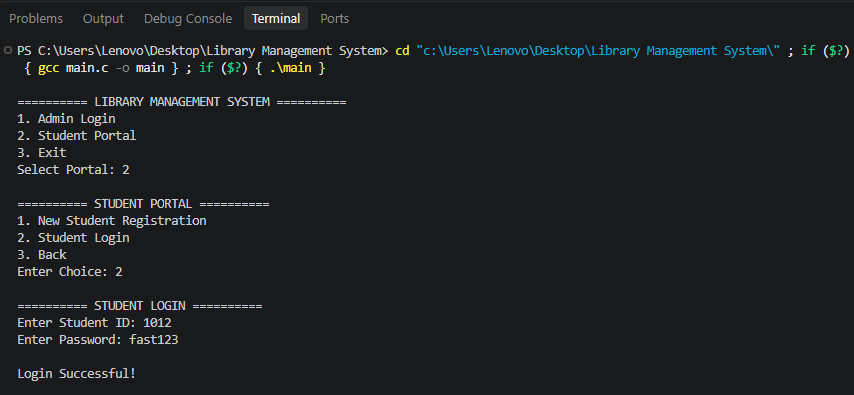 Problems Output Debug Console Terminal Ports
PS C:\Users\Lenovo\Desktop\Library Management System> cd "c:\Users\Lenovo\Desktop\Library Management System\" ; if ($?)
{ gcc main.c -o main } ; if ($?) { .\main }
========== LIBRARY MANAGEMENT SYSTEM ==========
1. Admin Login
2. Student Portal
3. Exit
Select Portal: 2
========== STUDENT PORTAL ==========
1. New Student Registration
2. Student Login
3. Back
Enter Choice: 2
========== STUDENT LOGIN ==========
Enter Student ID: 1012
Enter Password: fast123
Login Successful!